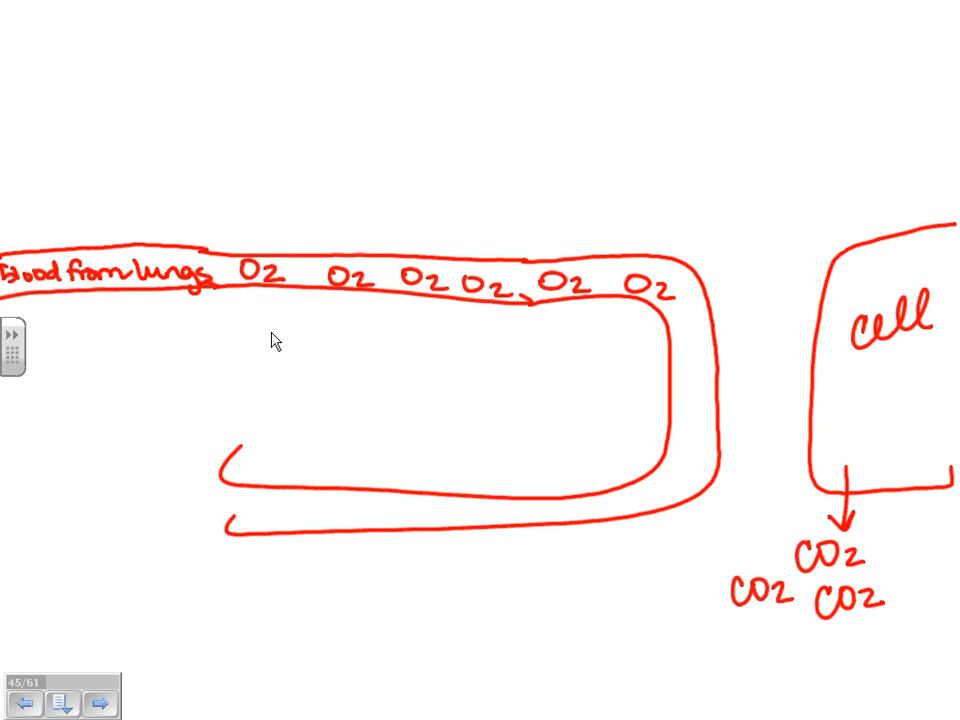 Blood from lungs O2 O2 O2 O2 O2 O2
cell
CO2
CO2 CO2
45/61